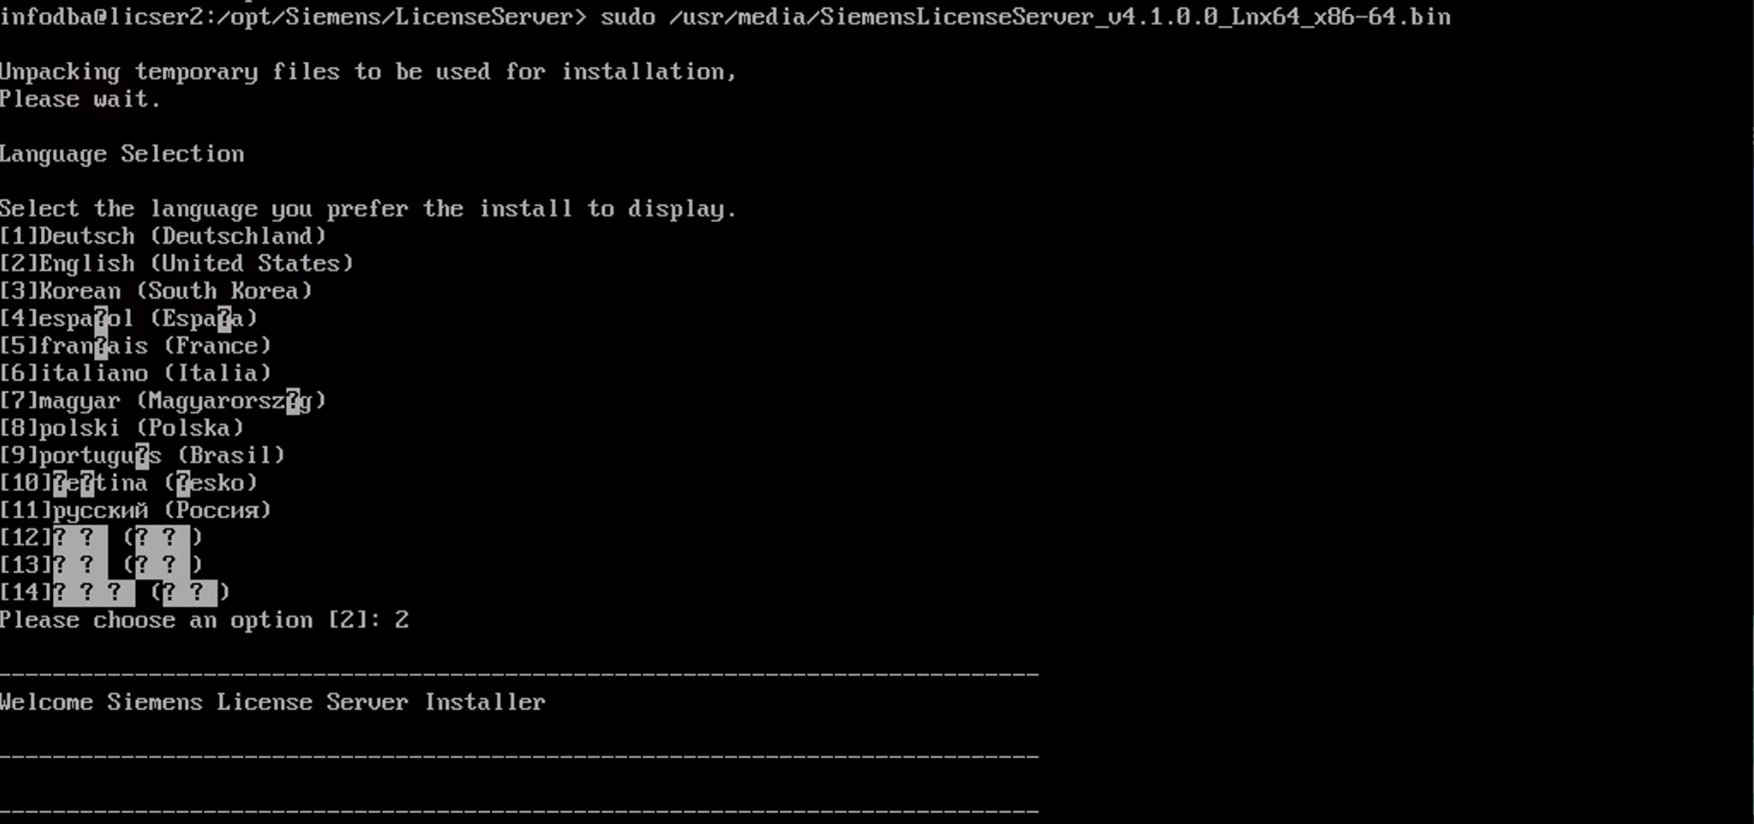 infodba@licser2:/opt/Siemens/LicenseServer> sudo /usr/media/SiemensLicenseServer_v4.1.0.0_Lnx64_x86-64.bin
Unpacking temporary files to be used for installation,
Please wait.
Language Selection
Select the language you prefer the install to display.
[1]Deutsch (Deutschland)
[2]English (United States)
[3]Korean (South Korea)
[4]espa?ol (Espa?a)
[5]fran?ais (France)
[6]italiano (Italia)
[7]magyar (Magyarorsz?g)
[8]polski (Polska)
[9]portugu?s (Brasil)
[10]?e?tina (?esko)
[11]русский (Россия)
[12]? ? (? ? )
[13]? ? (? ? )
[14]? ? ? (? ? )
Please choose an option [2]: 2
-----------------------------------------------------------------------------
Welcome Siemens License Server Installer
-----------------------------------------------------------------------------
-----------------------------------------------------------------------------